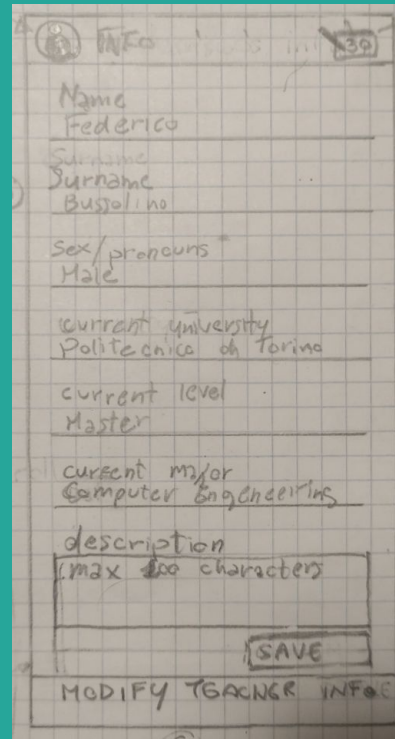 INFO
30
Name
Federico
Surname
Surname
Bussolino
Sex/pronouns
Male
current university
Politecnico di Torino
current level
Master
current major
Computer Engeneering
description
max characters
SAVE
MODIFY TEACHER INFO